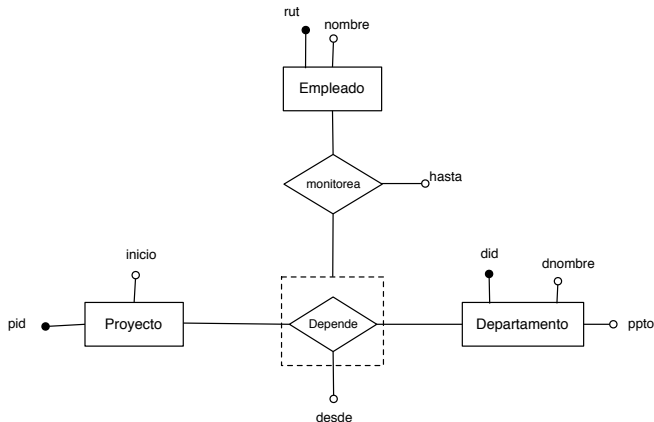 rut
nombre
Empleado
monitorea
hasta
inicio
did
dnombre
pid
Proyecto
Depende
Departamento
ppto
desde